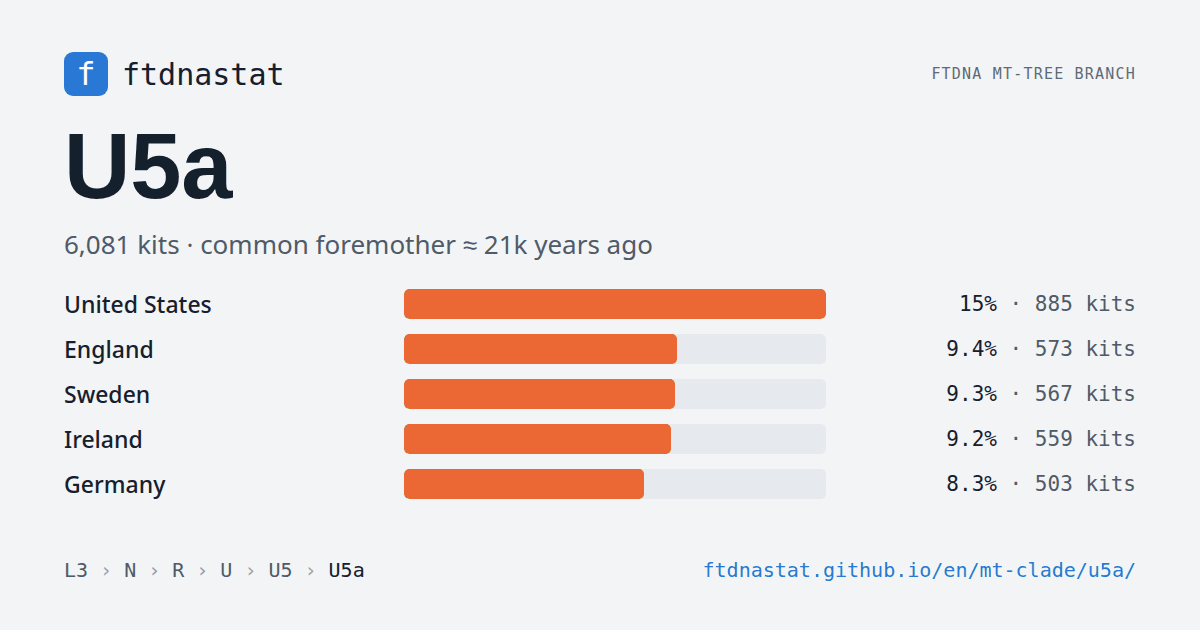 f ftdnastat
FTDNA MT-TREE BRANCH
U5a
6,081 kits · common foremother ≈ 21k years ago
United States 15% · 885 kits
England 9.4% · 573 kits
Sweden 9.3% · 567 kits
Ireland 9.2% · 559 kits
Germany 8.3% · 503 kits
L3 › N › R › U › U5 › U5a
ftdnastat.github.io/en/mt-clade/u5a/